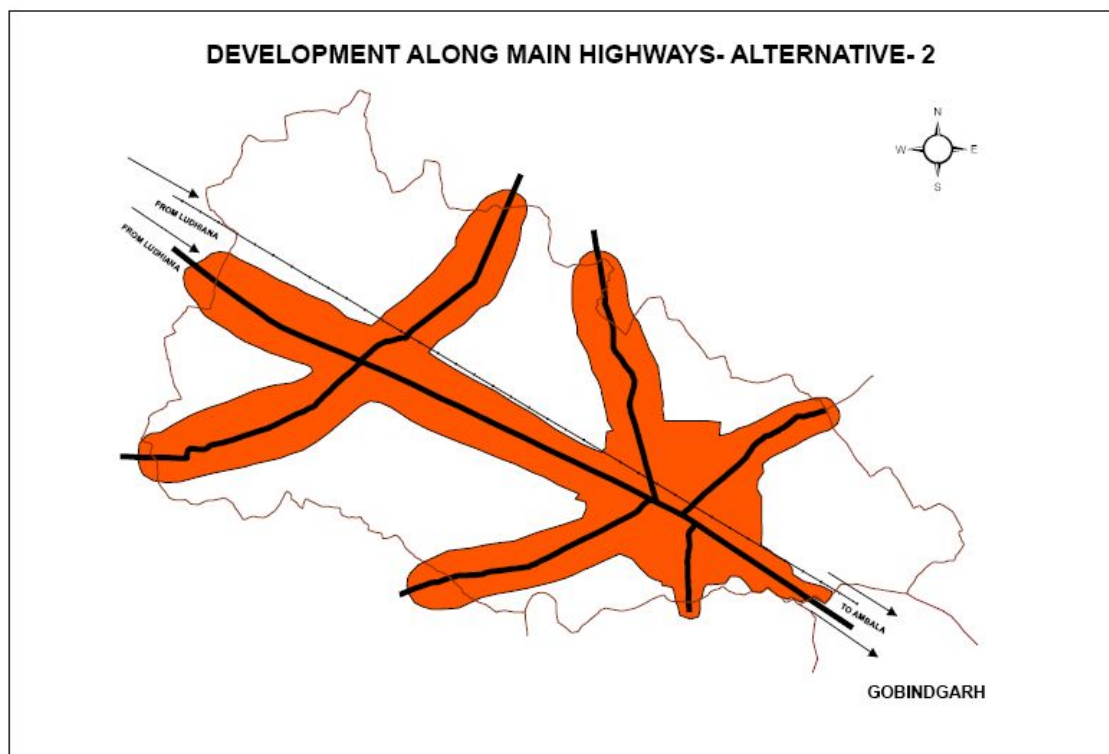 DEVELOPMENT ALONG MAIN HIGHWAYS- ALTERNATIVE- 2
N
W
E
S
FROM LUDHIANA
FROM LUDHIANA
TO AMBALA
GOBINDGARH